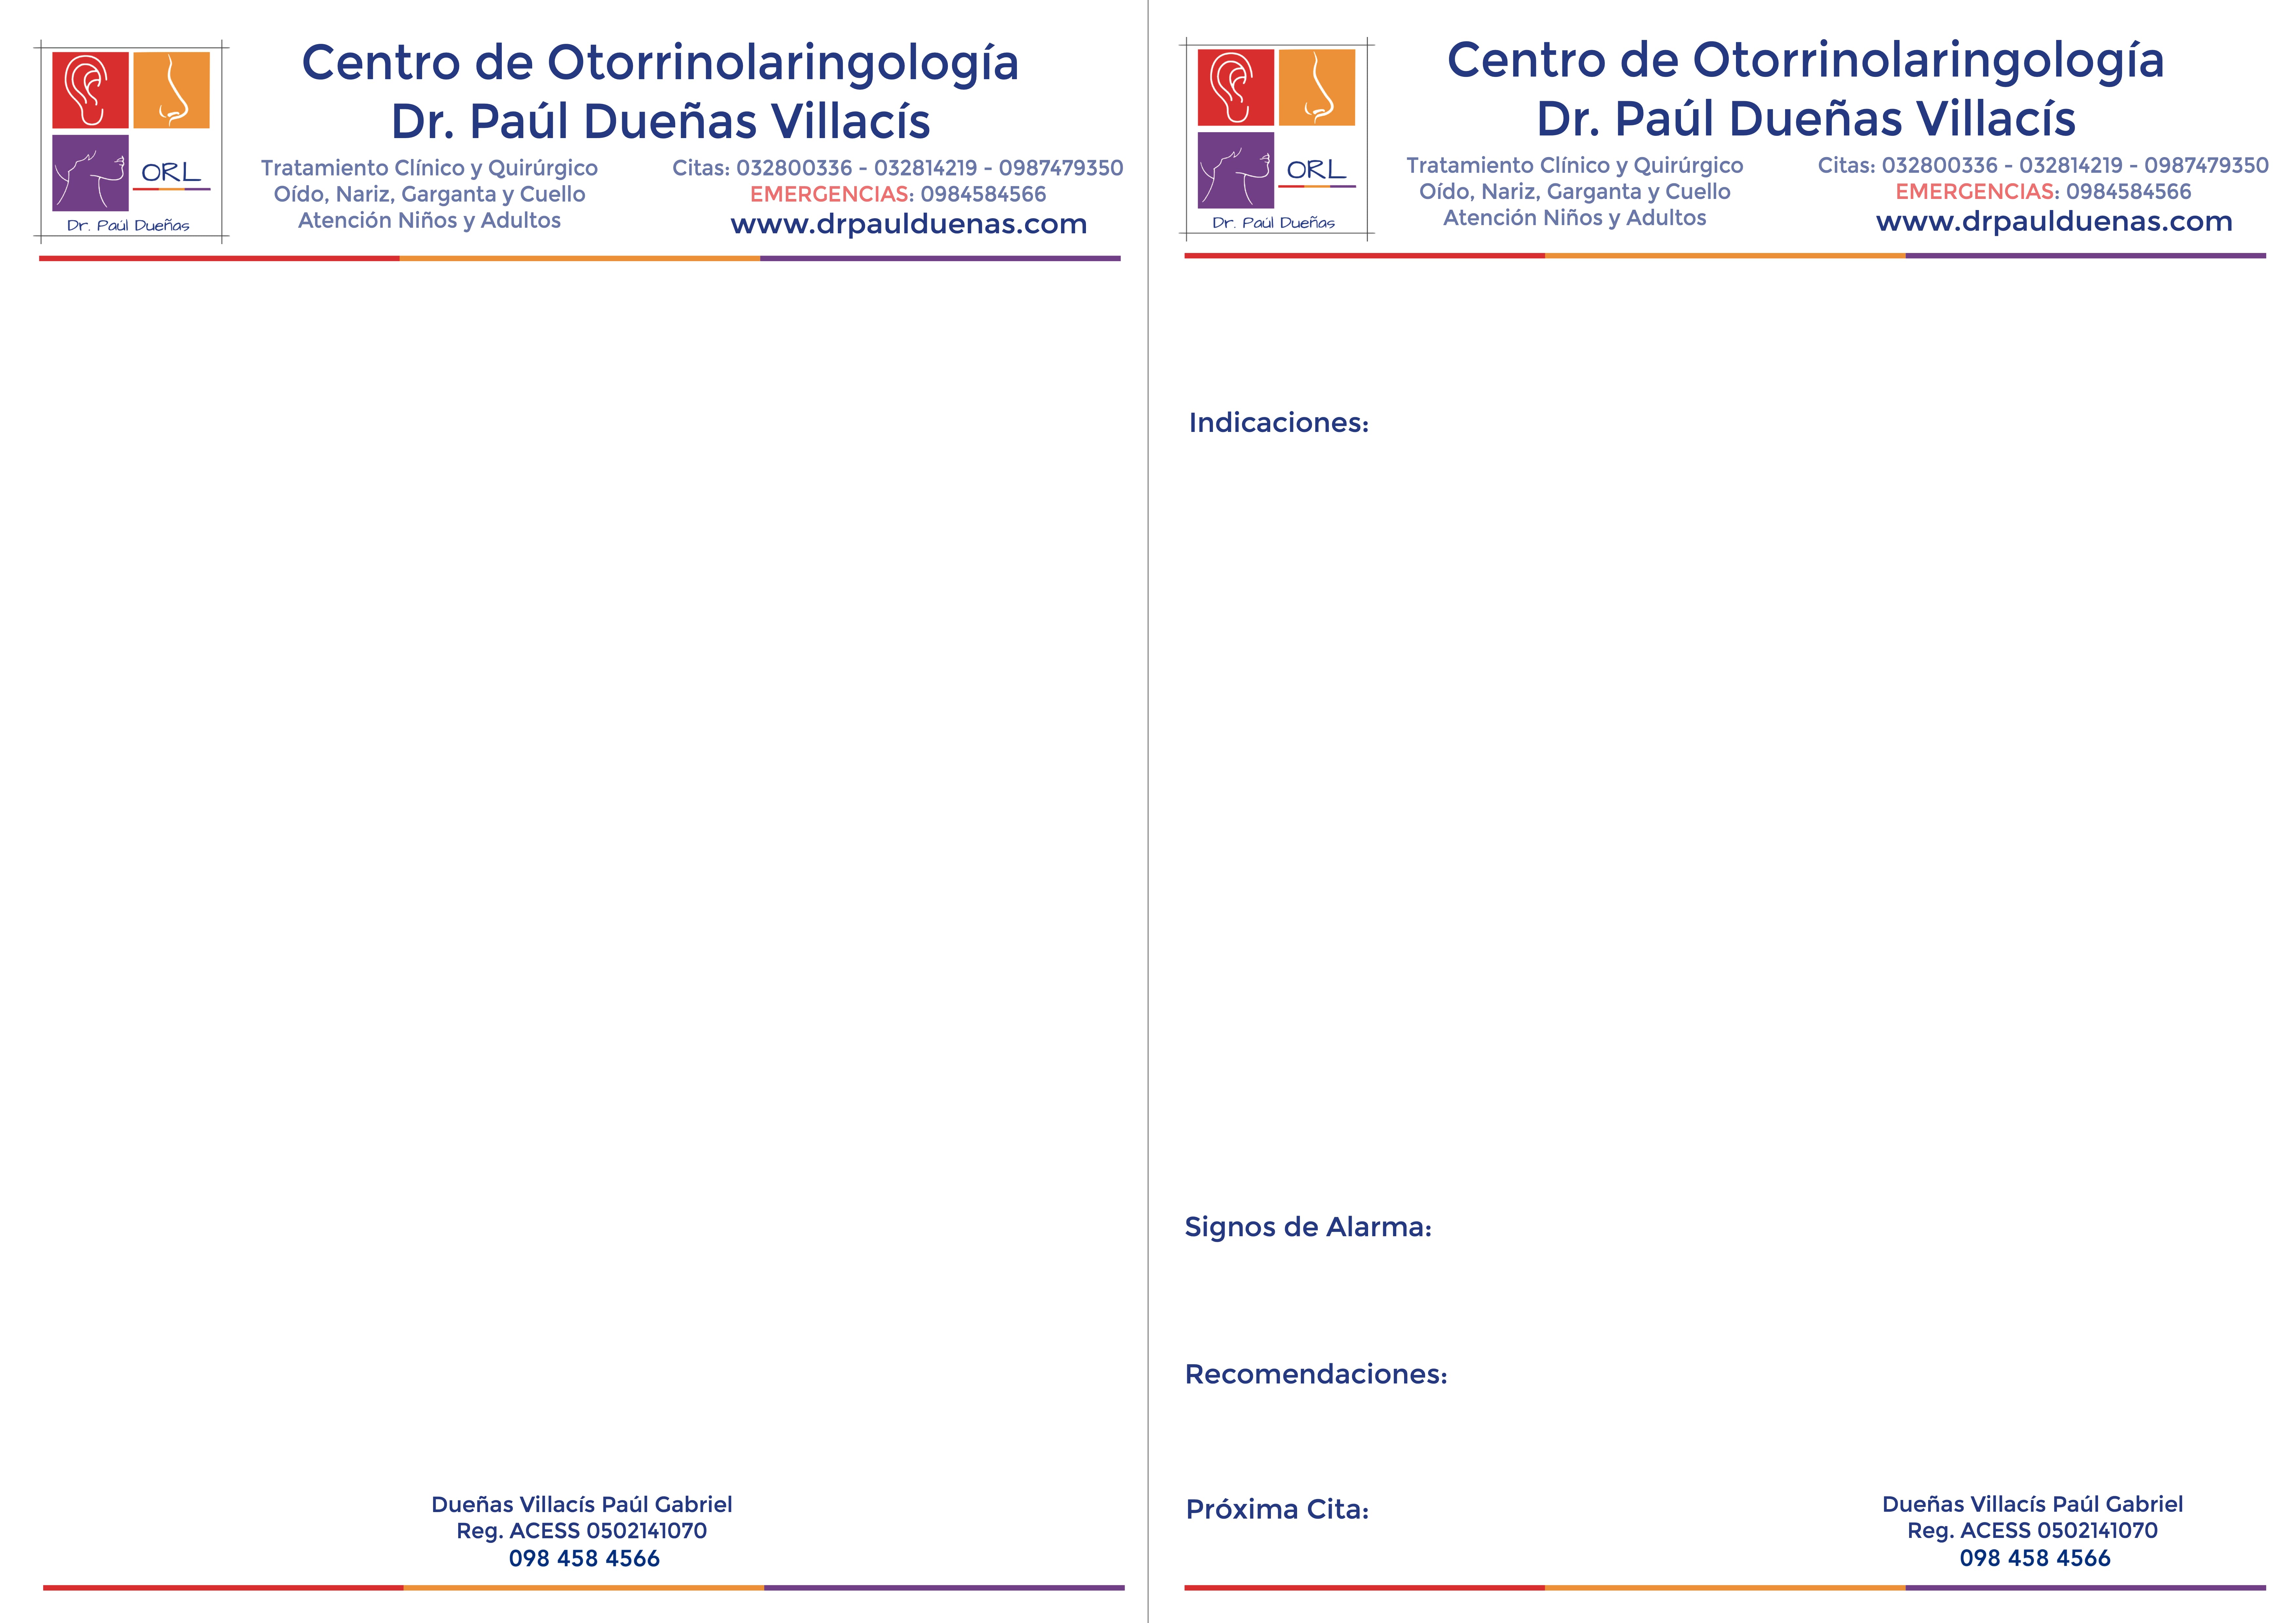 Centro de Otorrinolaringología
Dr. Paúl Dueñas Villacís
ORL
Dr. Paúl Dueñas
Tratamiento Clínico y Quirúrgico
Oído, Nariz, Garganta y Cuello
Atención Niños y Adultos
Citas: 032800336 - 032814219 - 0987479350
EMERGENCIAS: 0984584566
www.drpaulduenas.com
Dueñas Villacís Paúl Gabriel
Reg. ACESS 0502141070
098 458 4566
Centro de Otorrinolaringología
Dr. Paúl Dueñas Villacís
ORL
Dr. Paúl Dueñas
Tratamiento Clínico y Quirúrgico
Oído, Nariz, Garganta y Cuello
Atención Niños y Adultos
Citas: 032800336 - 032814219 - 0987479350
EMERGENCIAS: 0984584566
www.drpaulduenas.com
Indicaciones:
Signos de Alarma:
Recomendaciones:
Próxima Cita:
Dueñas Villacís Paúl Gabriel
Reg. ACESS 0502141070
098 458 4566